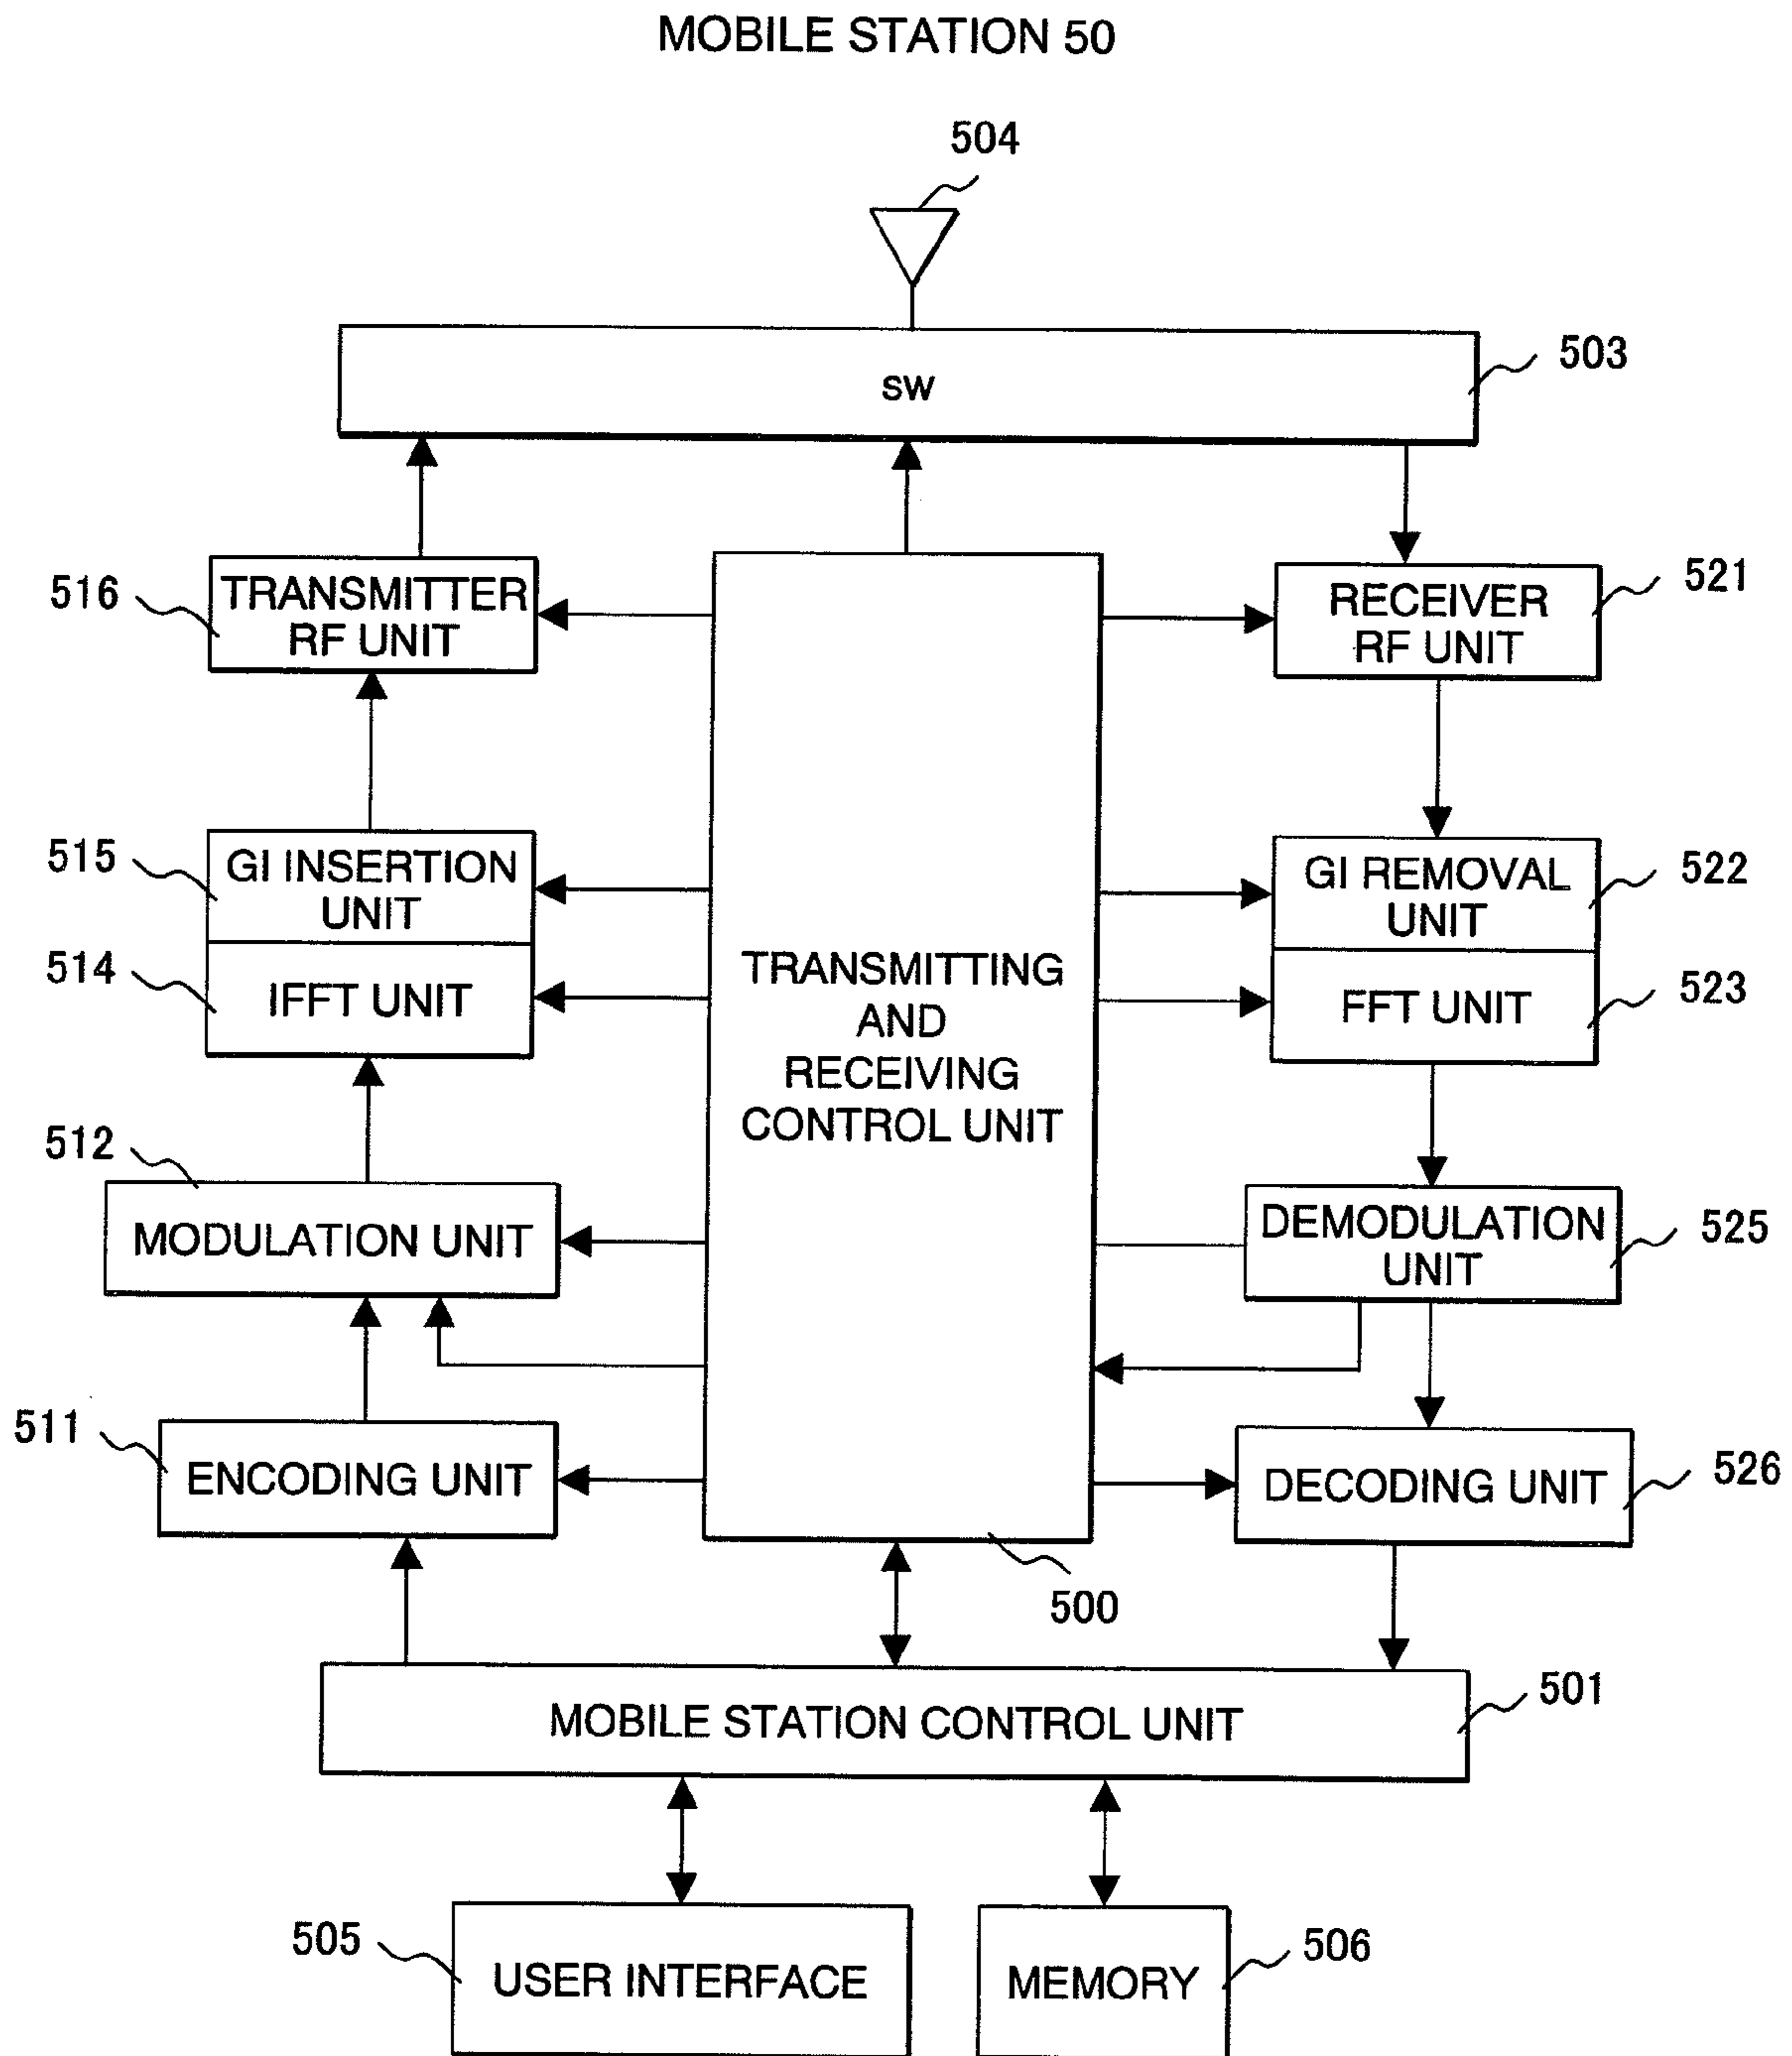 MOBILE STATION 50
504
503
SW
516
TRANSMITTER
RF UNIT
521
RECEIVER
RF UNIT
515
GI INSERTION
UNIT
522
GI REMOVAL
UNIT
514
IFFT UNIT
523
FFT UNIT
TRANSMITTING
AND
RECEIVING
CONTROL UNIT
512
MODULATION UNIT
525
DEMODULATION
UNIT
511
ENCODING UNIT
526
DECODING UNIT
500
501
MOBILE STATION CONTROL UNIT
505
USER INTERFACE
506
MEMORY